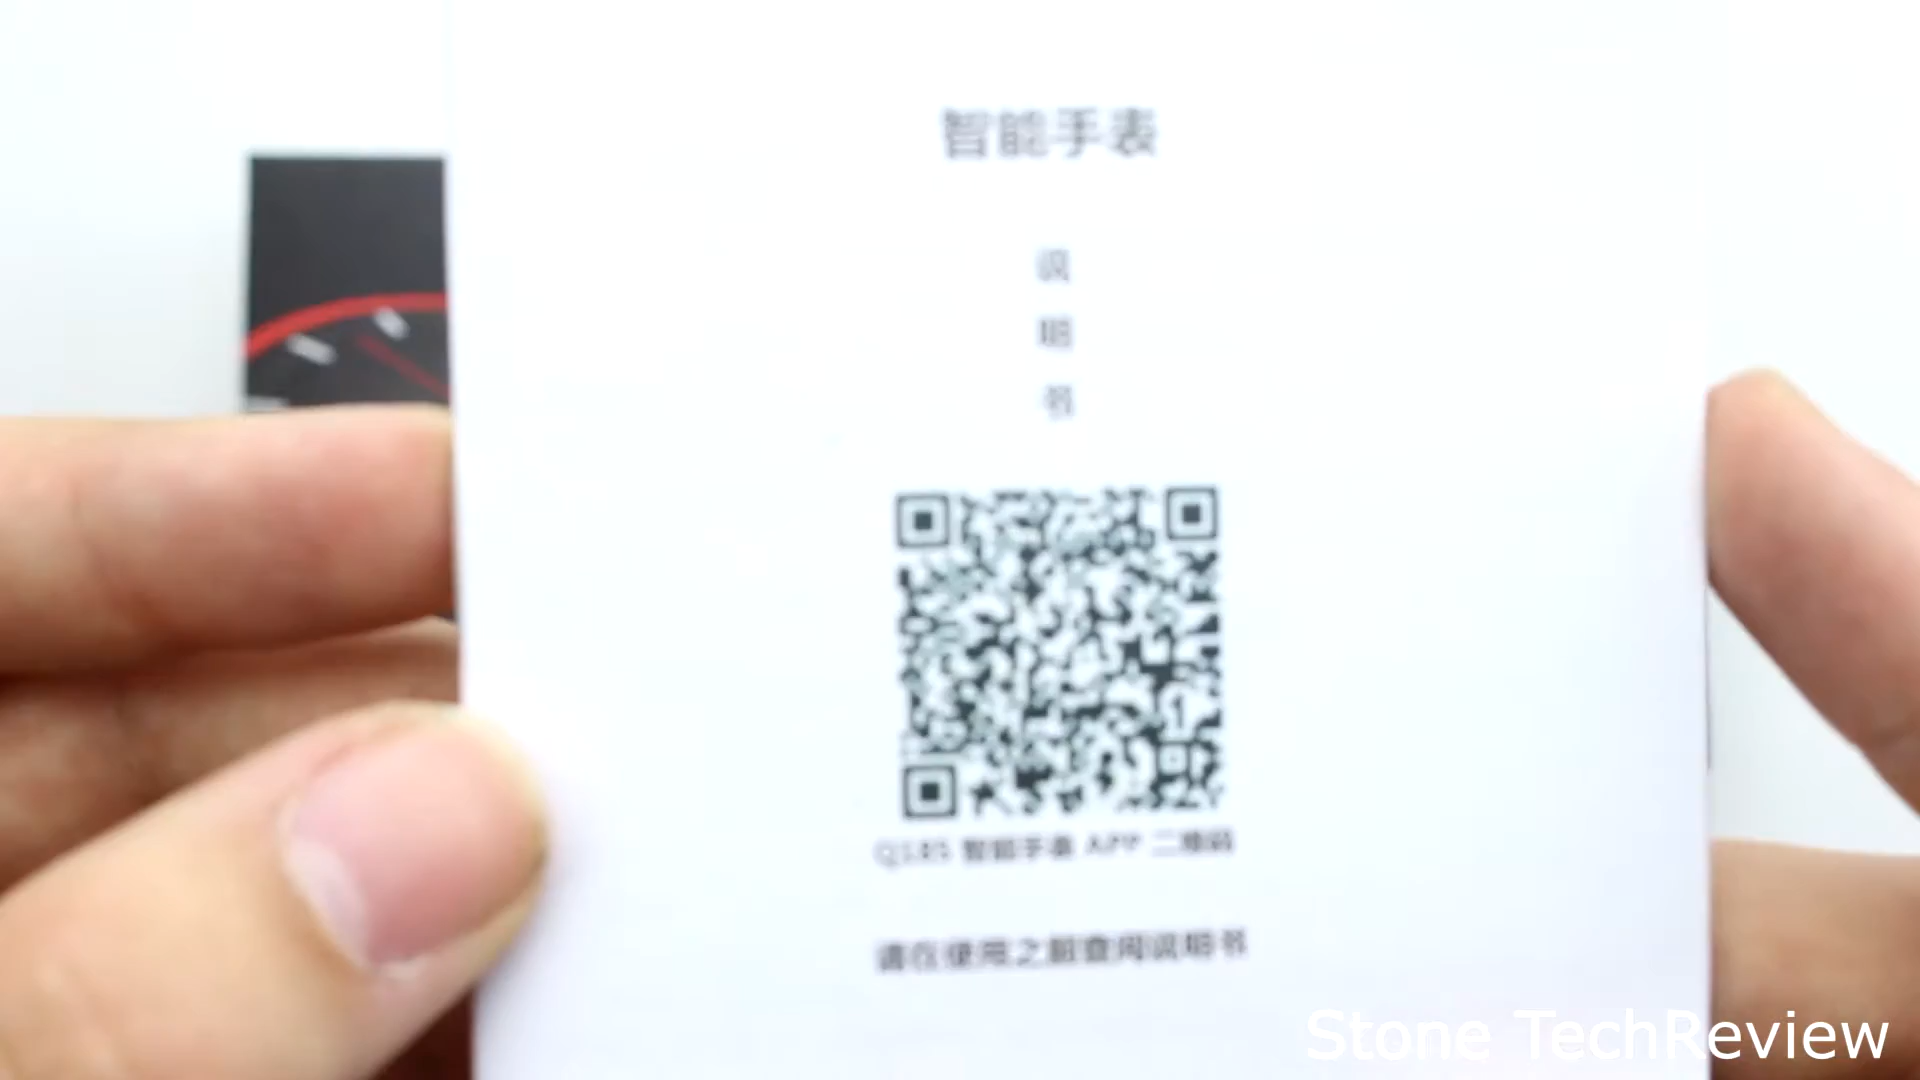 智能手表
说
明
书
Q18S 智能手表 APP 二维码
请在使用之前查阅说明书
Stone TechReview